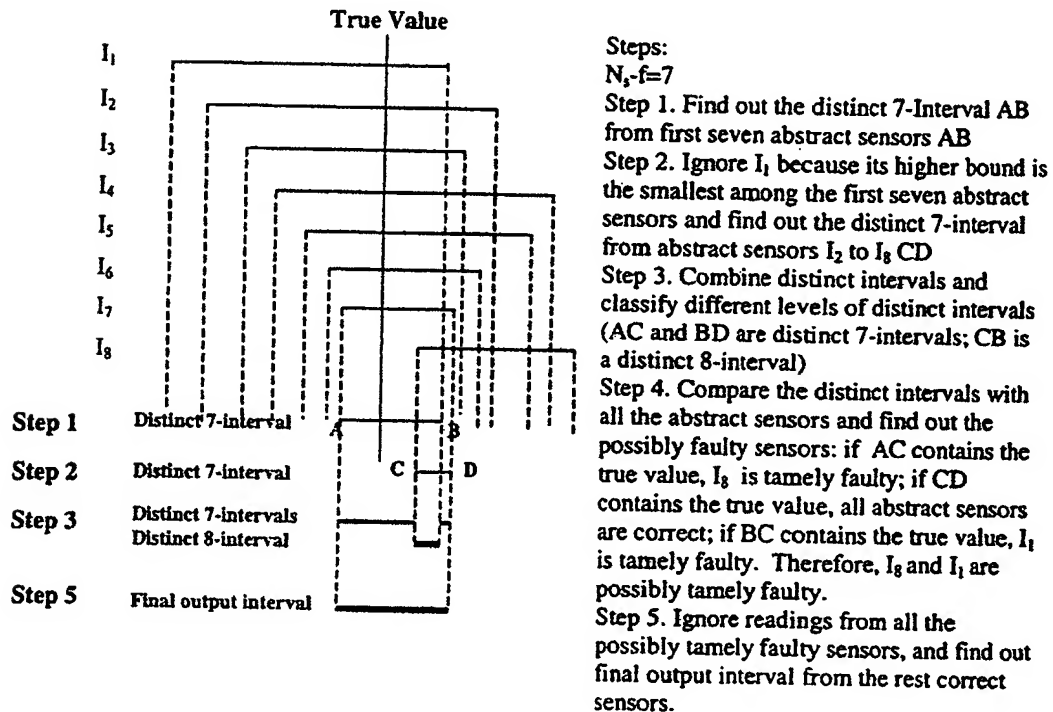 True Value
I₁
I₂
I₃
I₄
I₅
I₆
I₇
I₈
Step 1 Distinct 7-interval A B
Step 2 Distinct 7-interval C D
Step 3 Distinct 7-intervals
Distinct 8-interval
Step 5 Final output interval
Steps:
Nₛ-f=7
Step 1. Find out the distinct 7-Interval AB
from first seven abstract sensors AB
Step 2. Ignore I₁ because its higher bound is
the smallest among the first seven abstract
sensors and find out the distinct 7-interval
from abstract sensors I₂ to I₈ CD
Step 3. Combine distinct intervals and
classify different levels of distinct intervals
(AC and BD are distinct 7-intervals; CB is
a distinct 8-interval)
Step 4. Compare the distinct intervals with
all the abstract sensors and find out the
possibly faulty sensors: if AC contains the
true value, I₈ is tamely faulty; if CD
contains the true value, all abstract sensors
are correct; if BC contains the true value, I₁
is tamely faulty. Therefore, I₈ and I₁ are
possibly tamely faulty.
Step 5. Ignore readings from all the
possibly tamely faulty sensors, and find out
final output interval from the rest correct
sensors.